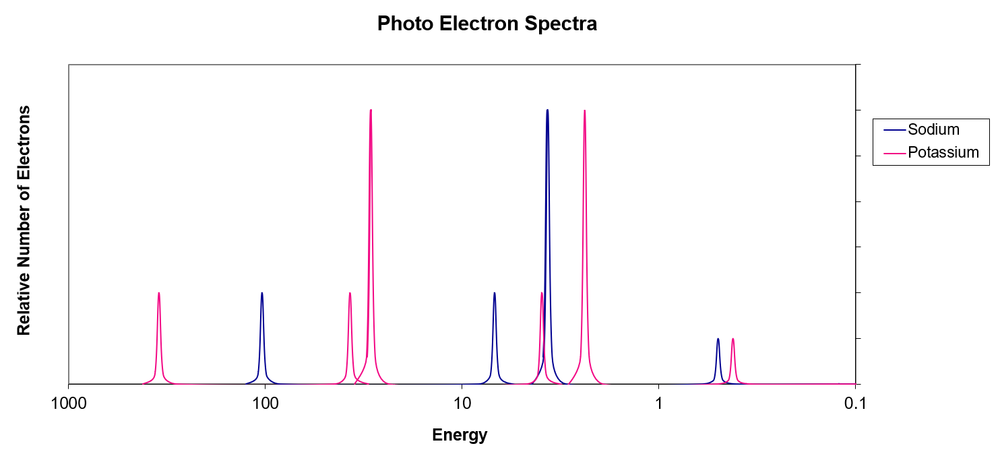 Photo Electron Spectra
Relative Number of Electrons
Sodium
Potassium
1000 100 10 1 0.1
Energy